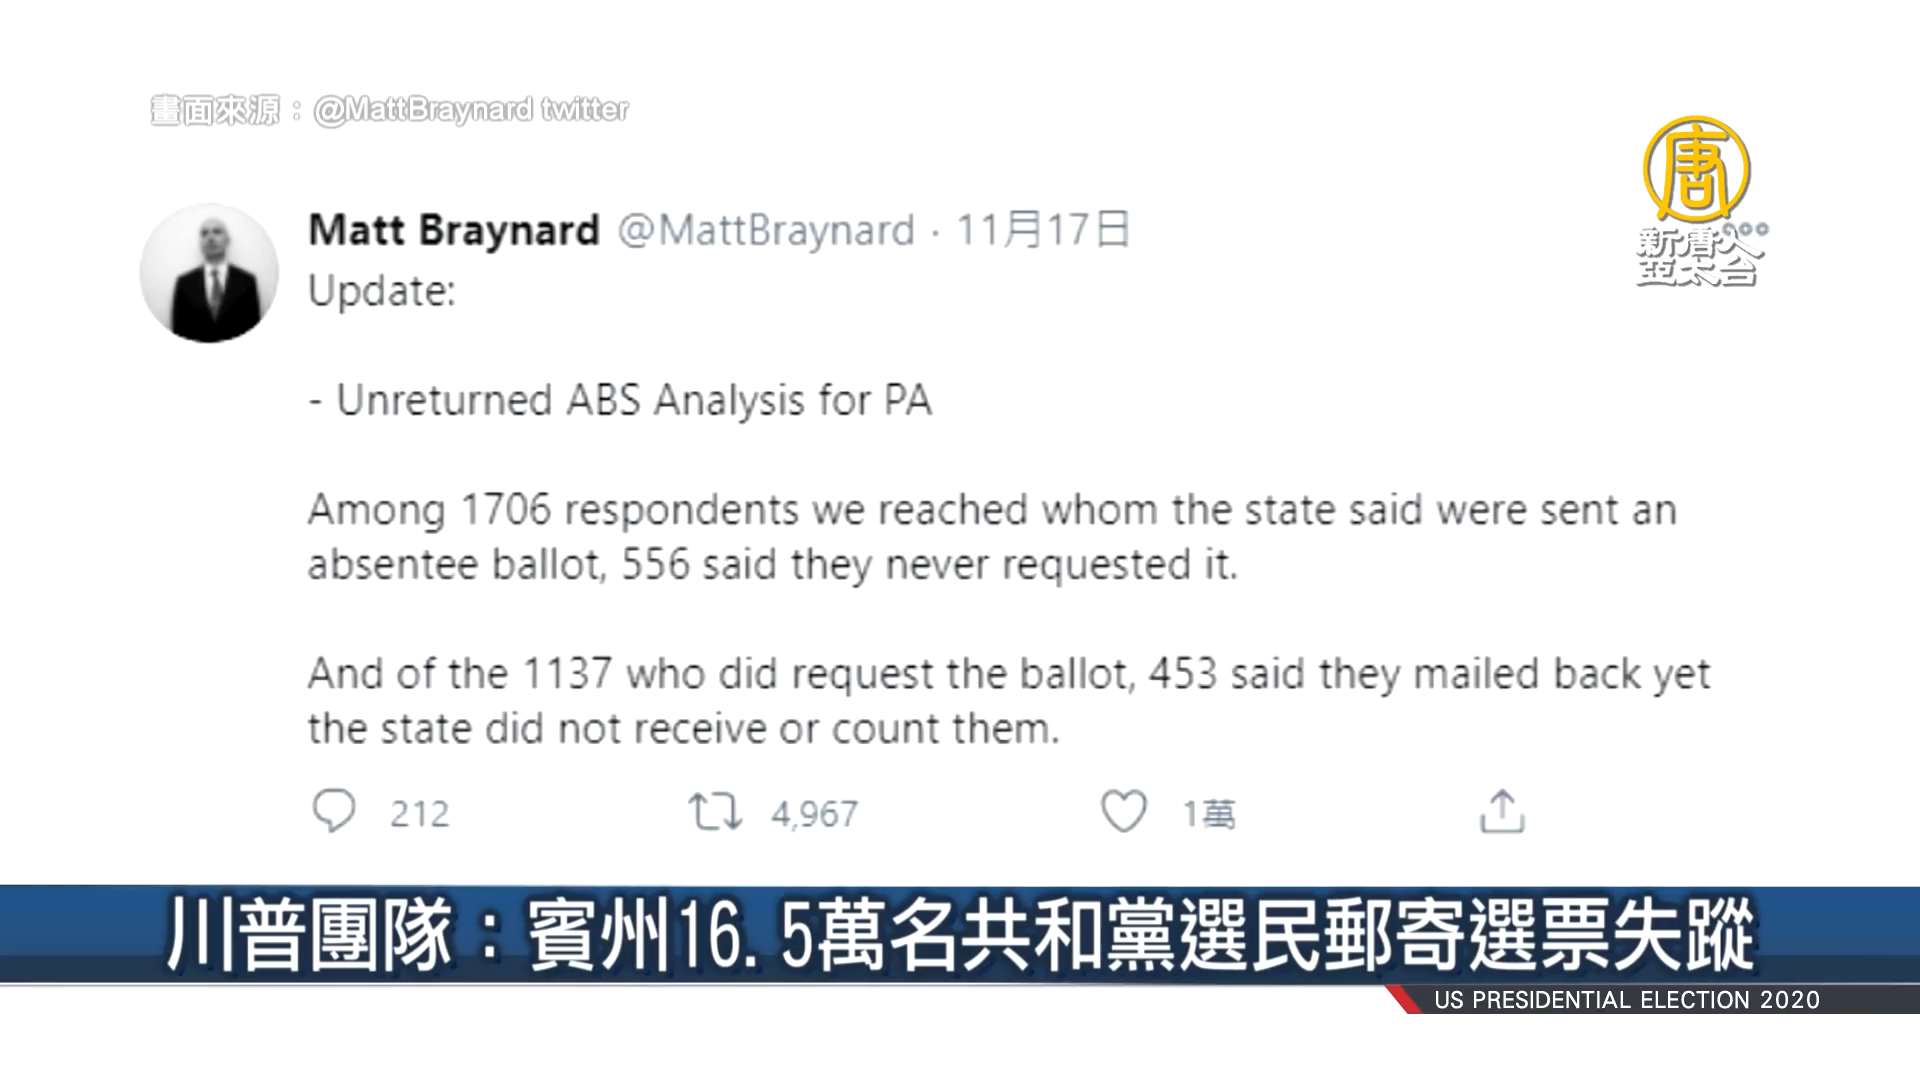 畫面來源：@MattBraynard twitter
唐
新唐人
亞太台
Matt Braynard @MattBraynard · 11月17日
Update:
- Unreturned ABS Analysis for PA
Among 1706 respondents we reached whom the state said were sent an
absentee ballot, 556 said they never requested it.
And of the 1137 who did request the ballot, 453 said they mailed back yet
the state did not receive or count them.
212 4,967 1萬
川普團隊：賓州16.5萬名共和黨選民郵寄選票失蹤
US PRESIDENTIAL ELECTION 2020